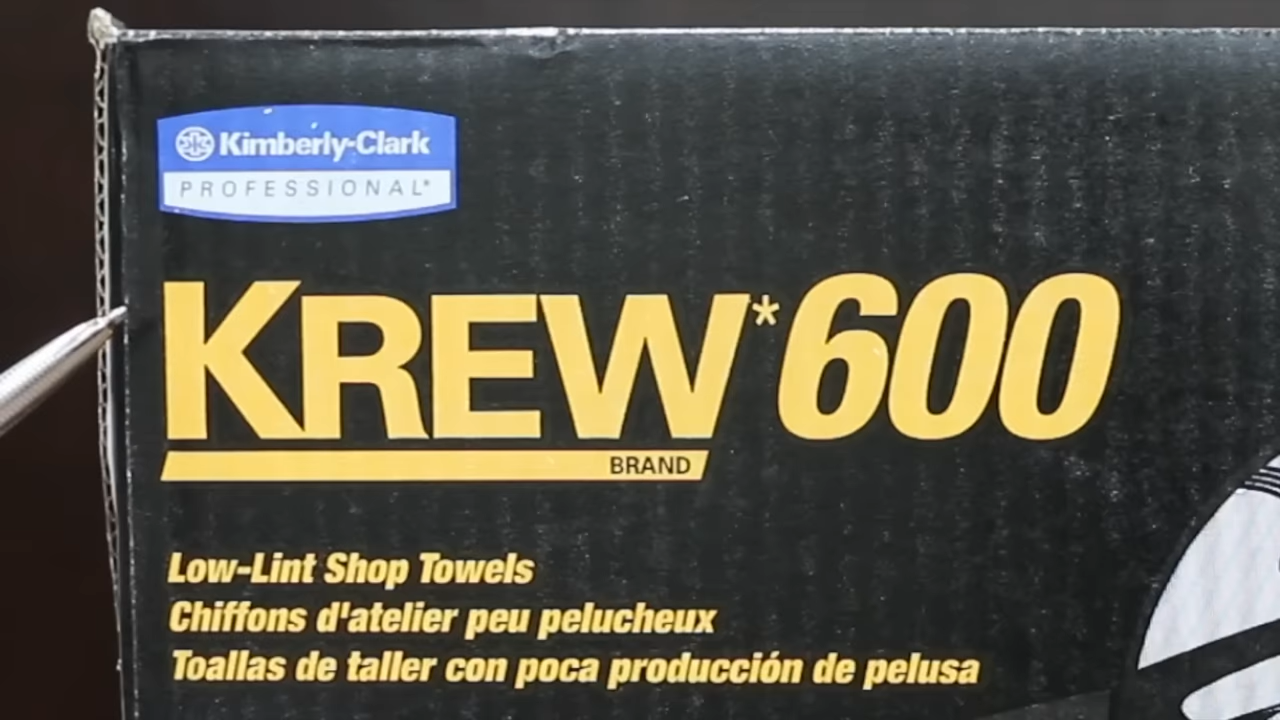 Kimberly-Clark
PROFESSIONAL*
KREW*600
BRAND
Low-Lint Shop Towels
Chiffons d'atelier peu pelucheux
Toallas de taller con poca producción de pelusa